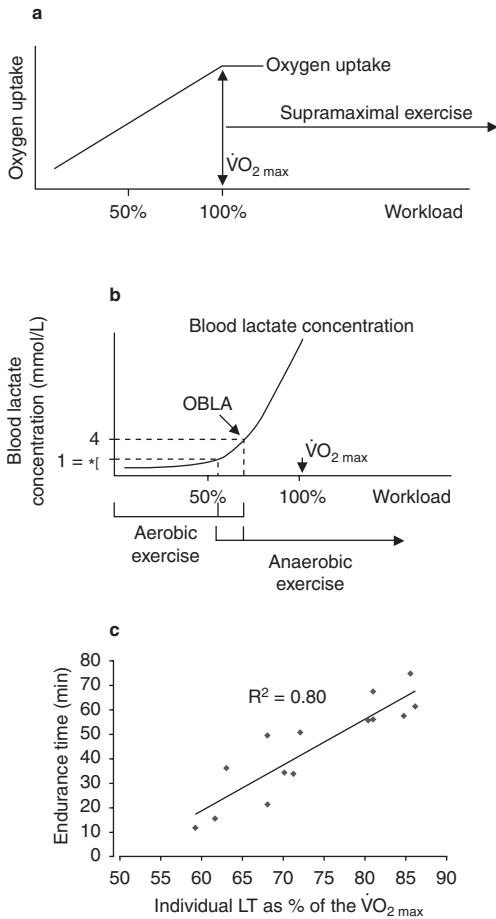 a
Oxygen uptake
Oxygen uptake
Supramaximal exercise
V̇O2 max
50%
100%
Workload
b
Blood lactate concentration
Blood lactate
concentration (mmol/L)
OBLA
4
1 = *[
V̇O2 max
50%
100%
Workload
Aerobic
exercise
Anaerobic
exercise
c
Endurance time (min)
80
70
60
50
40
30
20
10
0
R² = 0.80
50 55 60 65 70 75 80 85 90
Individual LT as % of the V̇O2 max